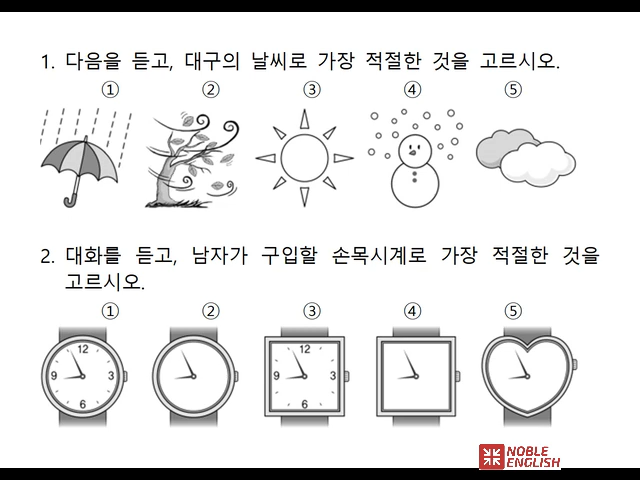 1. 다음을 듣고, 대구의 날씨로 가장 적절한 것을 고르시오.
① ② ③ ④ ⑤
2. 대화를 듣고, 남자가 구입할 손목시계로 가장 적절한 것을
고르시오.
① ② ③ ④ ⑤
12 12
9 3 9 3
6 6
NOBLE
ENGLISH